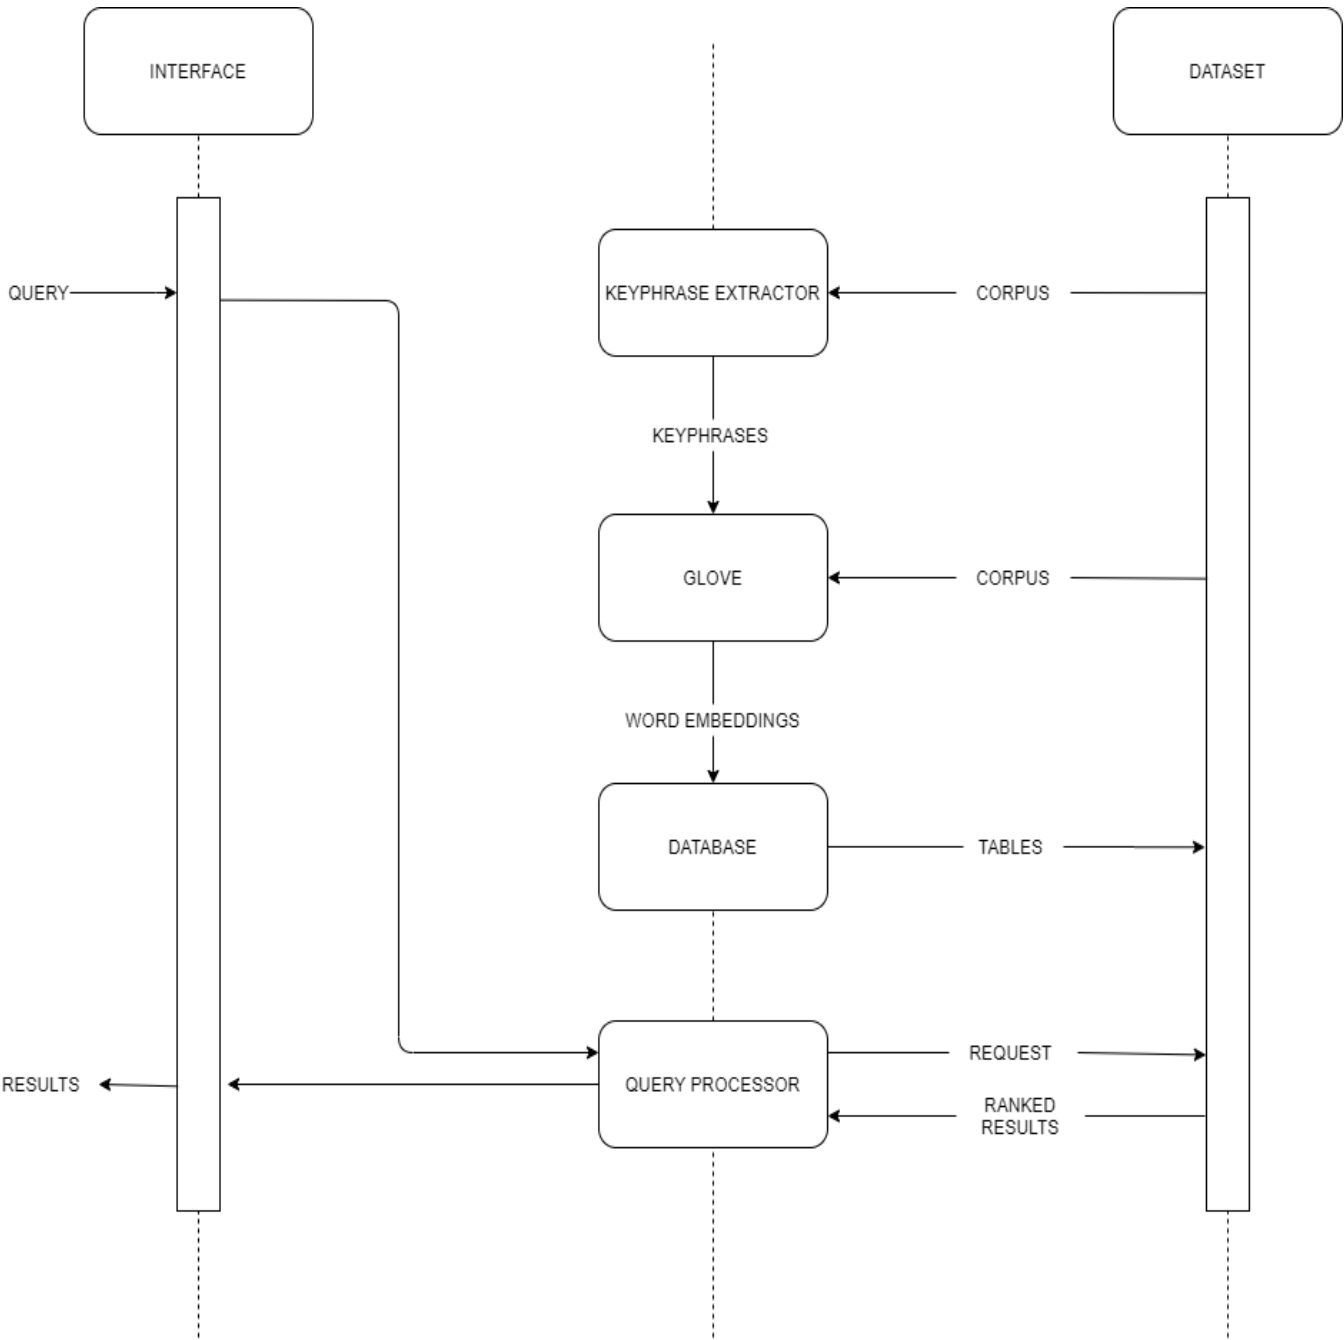 INTERFACE
DATASET
QUERY
KEYPHRASE EXTRACTOR
CORPUS
KEYPHRASES
GLOVE
CORPUS
WORD EMBEDDINGS
DATABASE
TABLES
REQUEST
RESULTS
QUERY PROCESSOR
RANKED
RESULTS